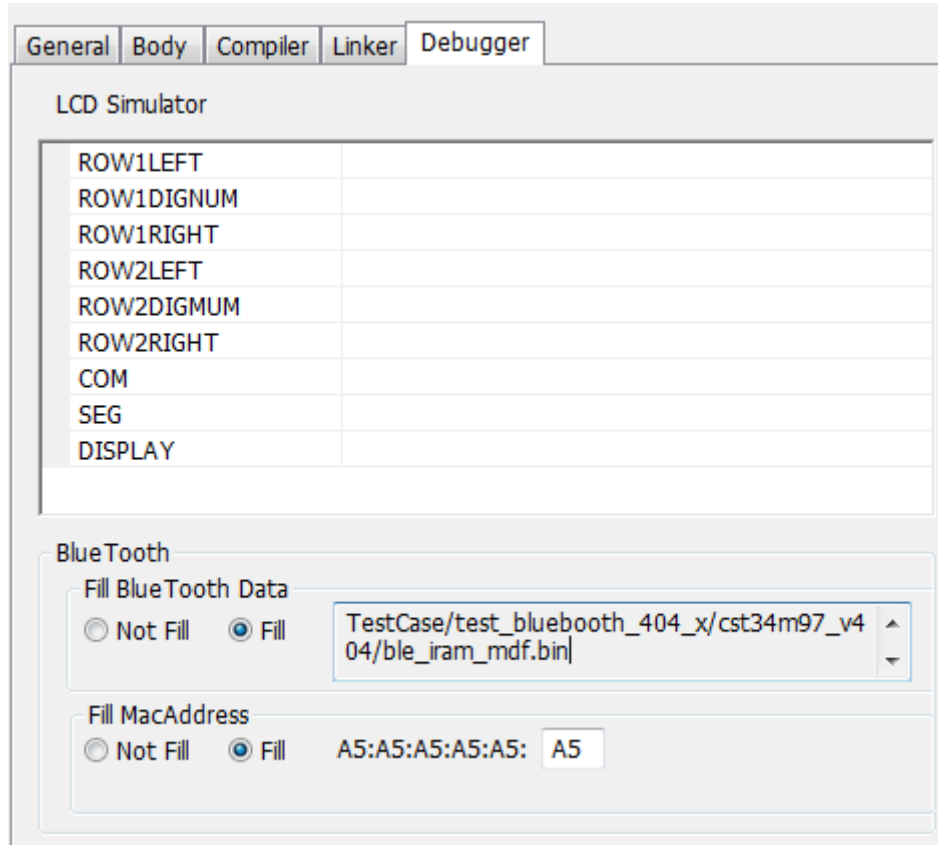 General Body Compiler Linker Debugger
LCD Simulator
ROW1LEFT
ROW1DIGNUM
ROW1RIGHT
ROW2LEFT
ROW2DIGMUM
ROW2RIGHT
COM
SEG
DISPLAY
BlueTooth
Fill BlueTooth Data
Not Fill Fill TestCase/test_bluebooth_404_x/cst34m97_v4
04/ble_iram_mdf.bin
Fill MacAddress
Not Fill Fill A5:A5:A5:A5:A5: A5